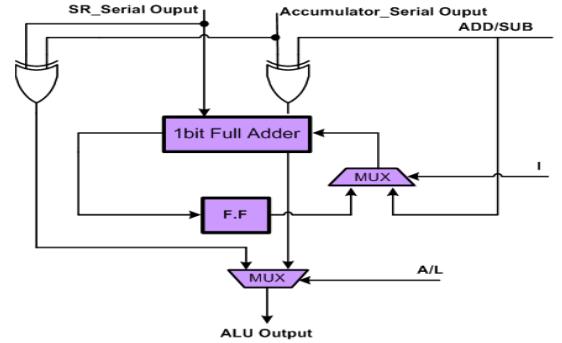 SR_Serial Ouput
Accumulator_Serial Ouput
ADD/SUB
1bit Full Adder
I
MUX
F.F
A/L
MUX
ALU Output